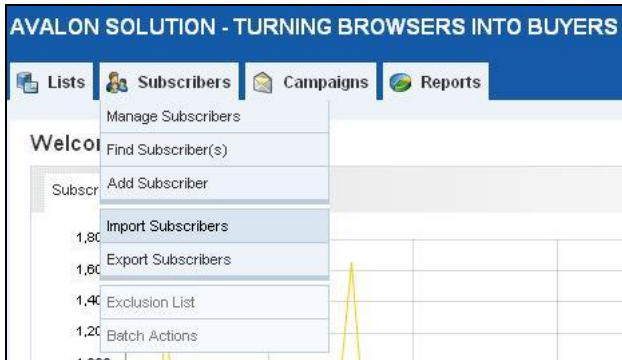 AVALON SOLUTION - TURNING BROWSERS INTO BUYERS
Lists Subscribers Campaigns Reports
Manage Subscribers
Find Subscriber(s)
Add Subscriber
Import Subscribers
Export Subscribers
Exclusion List
Batch Actions